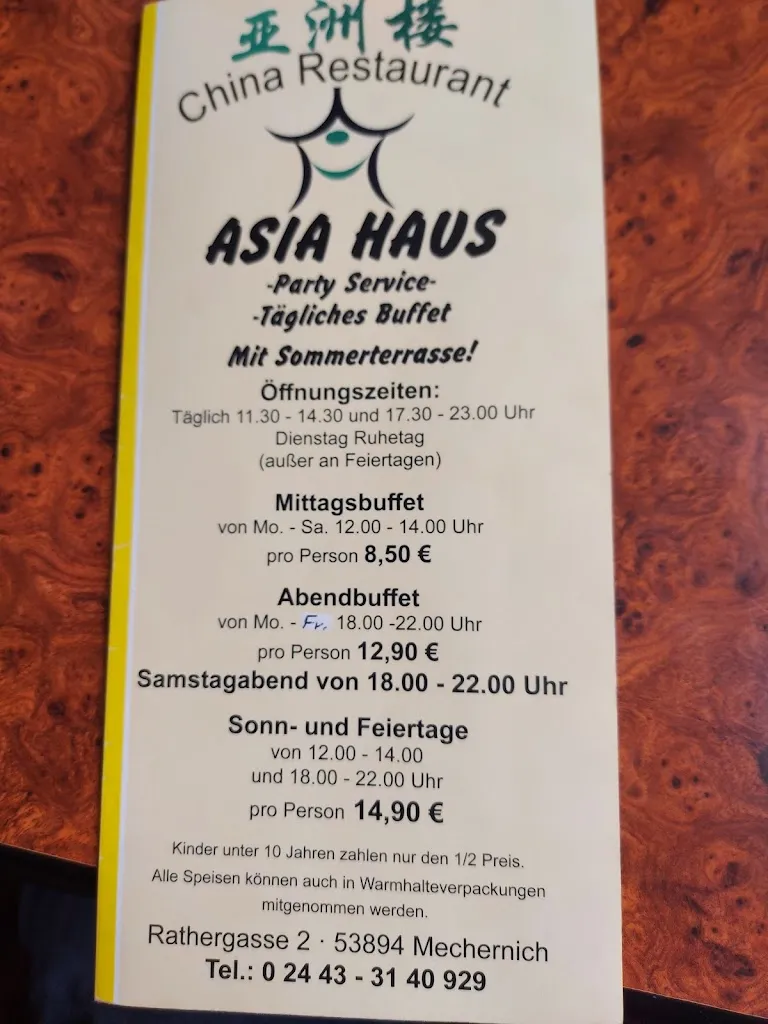 亚洲楼
China Restaurant
ASIA HAUS
-Party Service-
-Tägliches Buffet
Mit Sommerterrasse!
Öffnungszeiten:
Täglich 11.30 - 14.30 und 17.30 - 23.00 Uhr
Dienstag Ruhetag
(außer an Feiertagen)
Mittagsbuffet
von Mo. - Sa. 12.00 - 14.00 Uhr
pro Person 8,50 €
Abendbuffet
von Mo. - Fr. 18.00 -22.00 Uhr
pro Person 12,90 €
Samstagabend von 18.00 - 22.00 Uhr
Sonn- und Feiertage
von 12.00 - 14.00
und 18.00 - 22.00 Uhr
pro Person 14,90 €
Kinder unter 10 Jahren zahlen nur den 1/2 Preis.
Alle Speisen können auch in Warmhalteverpackungen
mitgenommen werden.
Rathergasse 2 · 53894 Mechernich
Tel.: 0 24 43 - 31 40 929